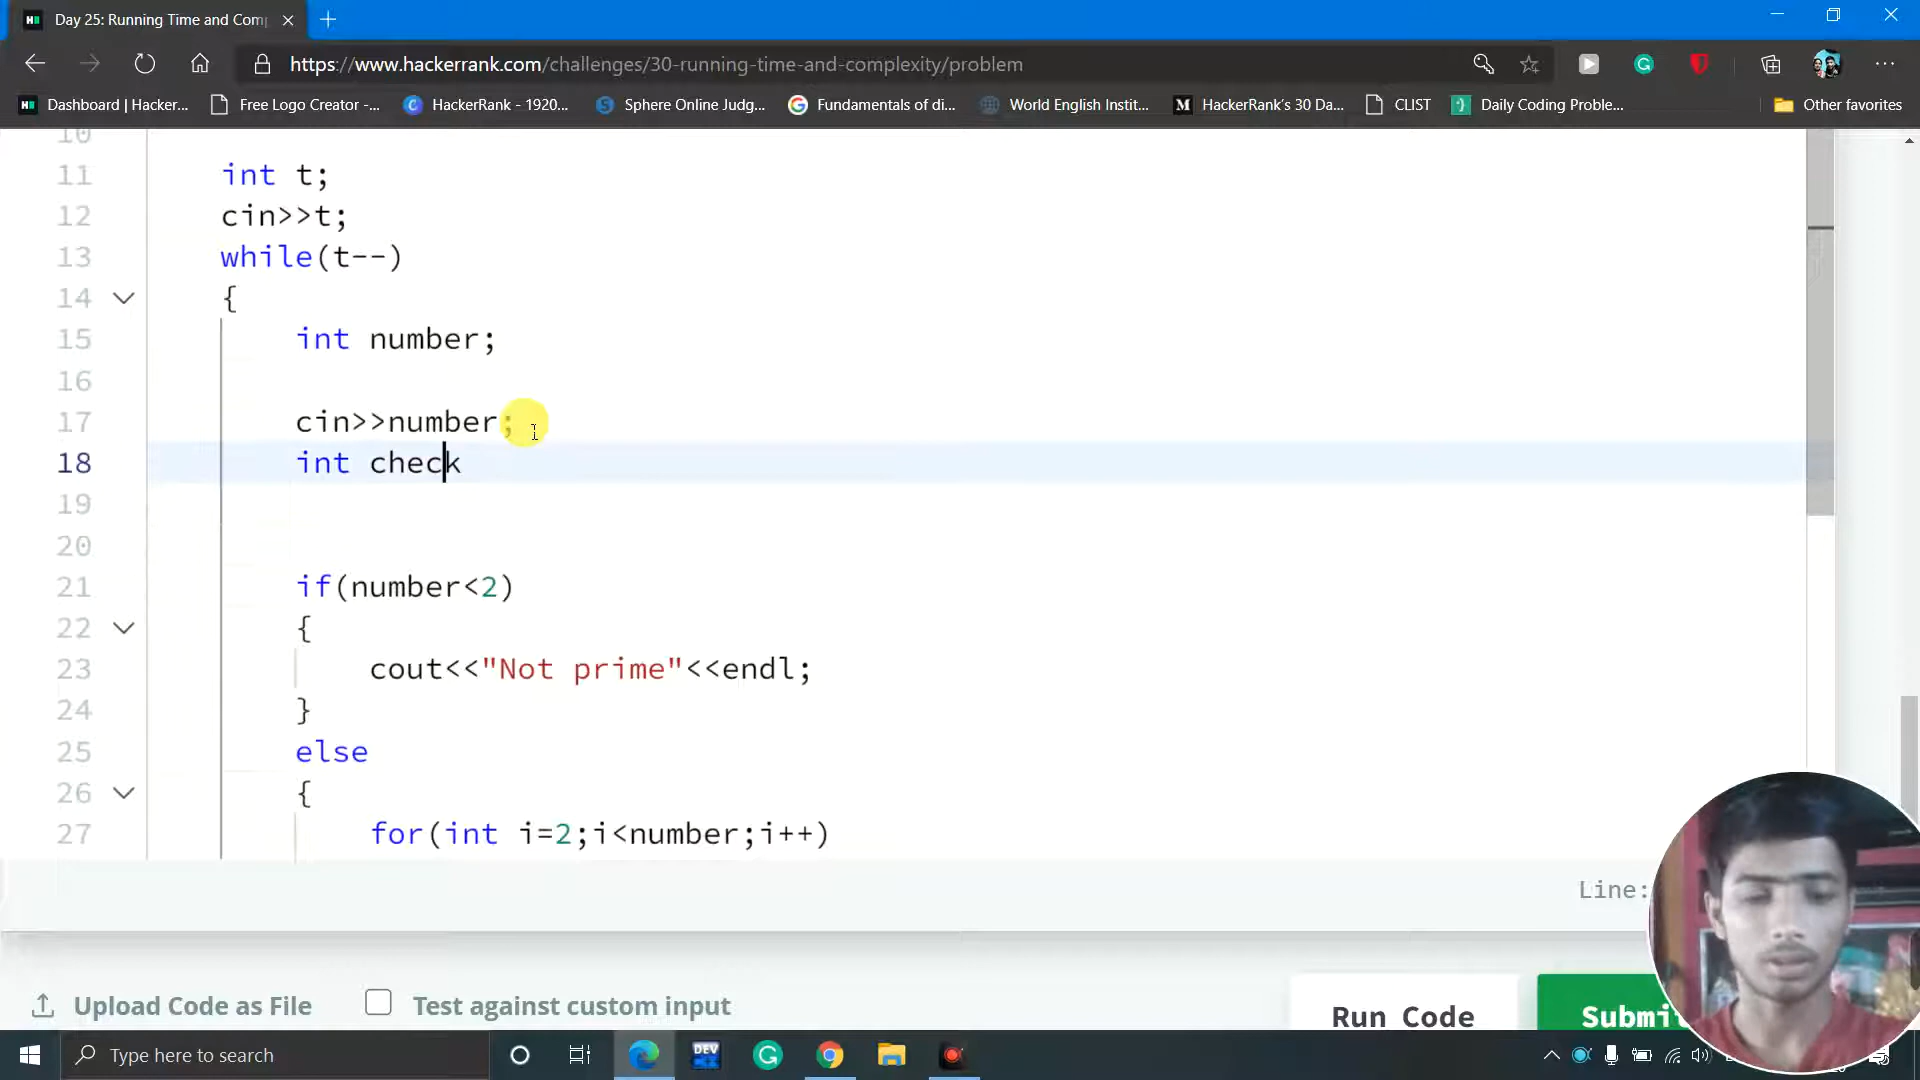 Day 25: Running Time and Com
https://www.hackerrank.com/challenges/30-running-time-and-complexity/problem
Dashboard | Hacker... Free Logo Creator -... HackerRank - 1920... Sphere Online Judg... Fundamentals of di... World English Instit... HackerRank's 30 Da... CLIST Daily Coding Proble... Other favorites
10
11 int t;
12 cin>>t;
13 while(t--)
14 {
15 int number;
16
17 cin>>number;
18 int check
19
20
21 if(number<2)
22 {
23 cout<<"Not prime"<<endl;
24 }
25 else
26 {
27 for(int i=2;i<number;i++)
Line:
Upload Code as File Test against custom input Run Code Submi
Type here to search DEV